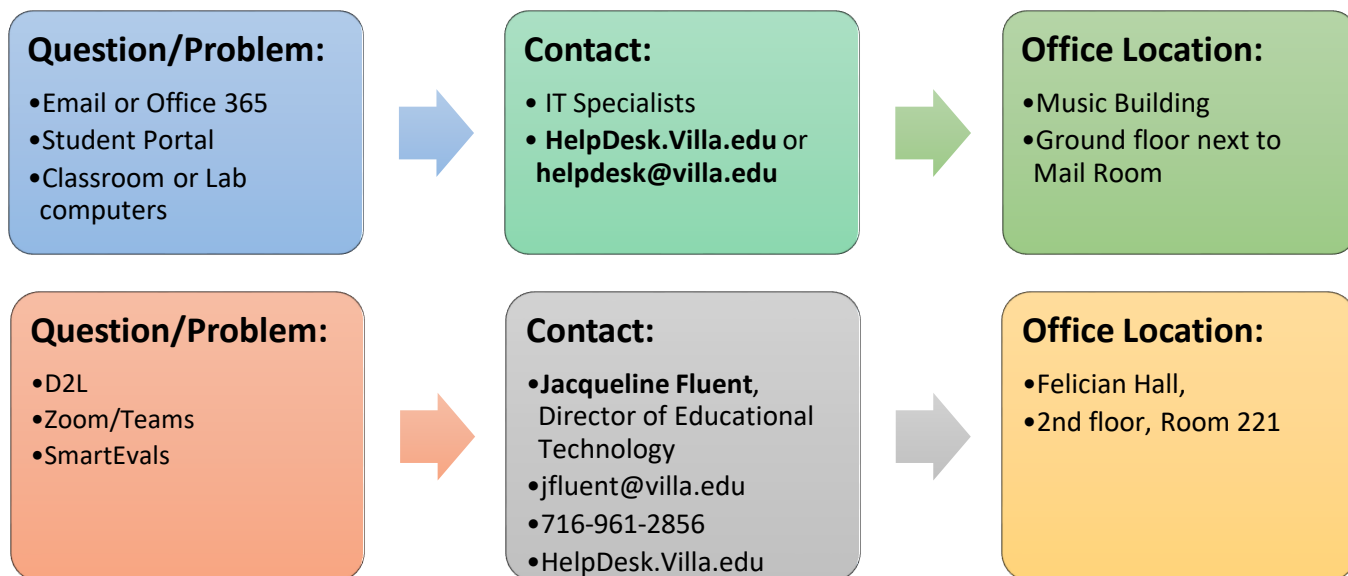 Question/Problem:
•Email or Office 365
•Student Portal
•Classroom or Lab
computers
Contact:
• IT Specialists
• HelpDesk.Villa.edu or
helpdesk@villa.edu
Office Location:
•Music Building
•Ground floor next to
Mail Room
Question/Problem:
•D2L
•Zoom/Teams
•SmartEvals
Contact:
•Jacqueline Fluent,
Director of Educational
Technology
•jfluent@villa.edu
•716-961-2856
•HelpDesk.Villa.edu
Office Location:
•Felician Hall,
•2nd floor, Room 221